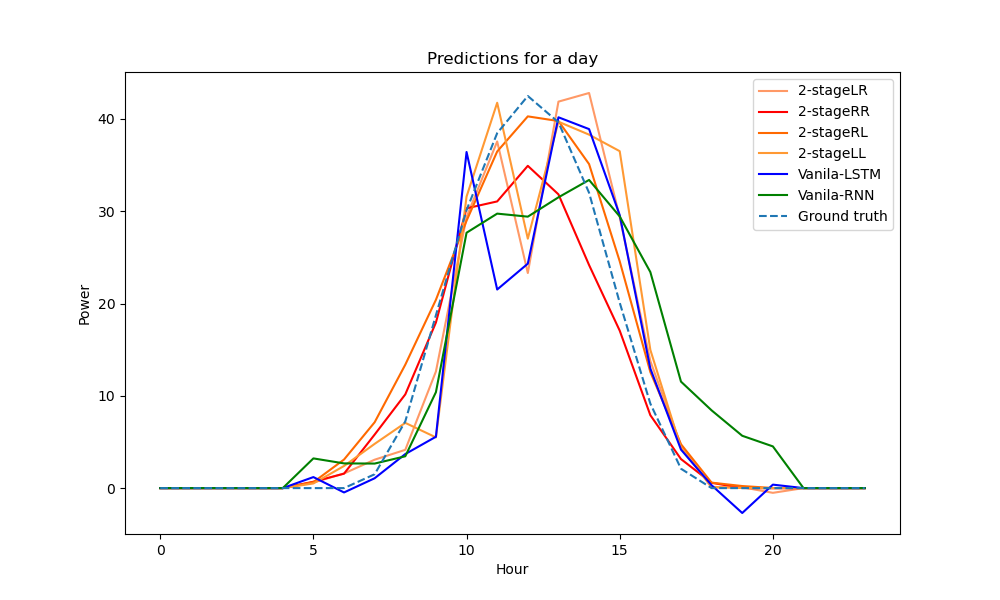 Predictions for a day
2-stageLR
2-stageRR
2-stageRL
2-stageLL
Vanila-LSTM
Vanila-RNN
Ground truth
40
30
20
10
0
Power
0 5 10 15 20
Hour